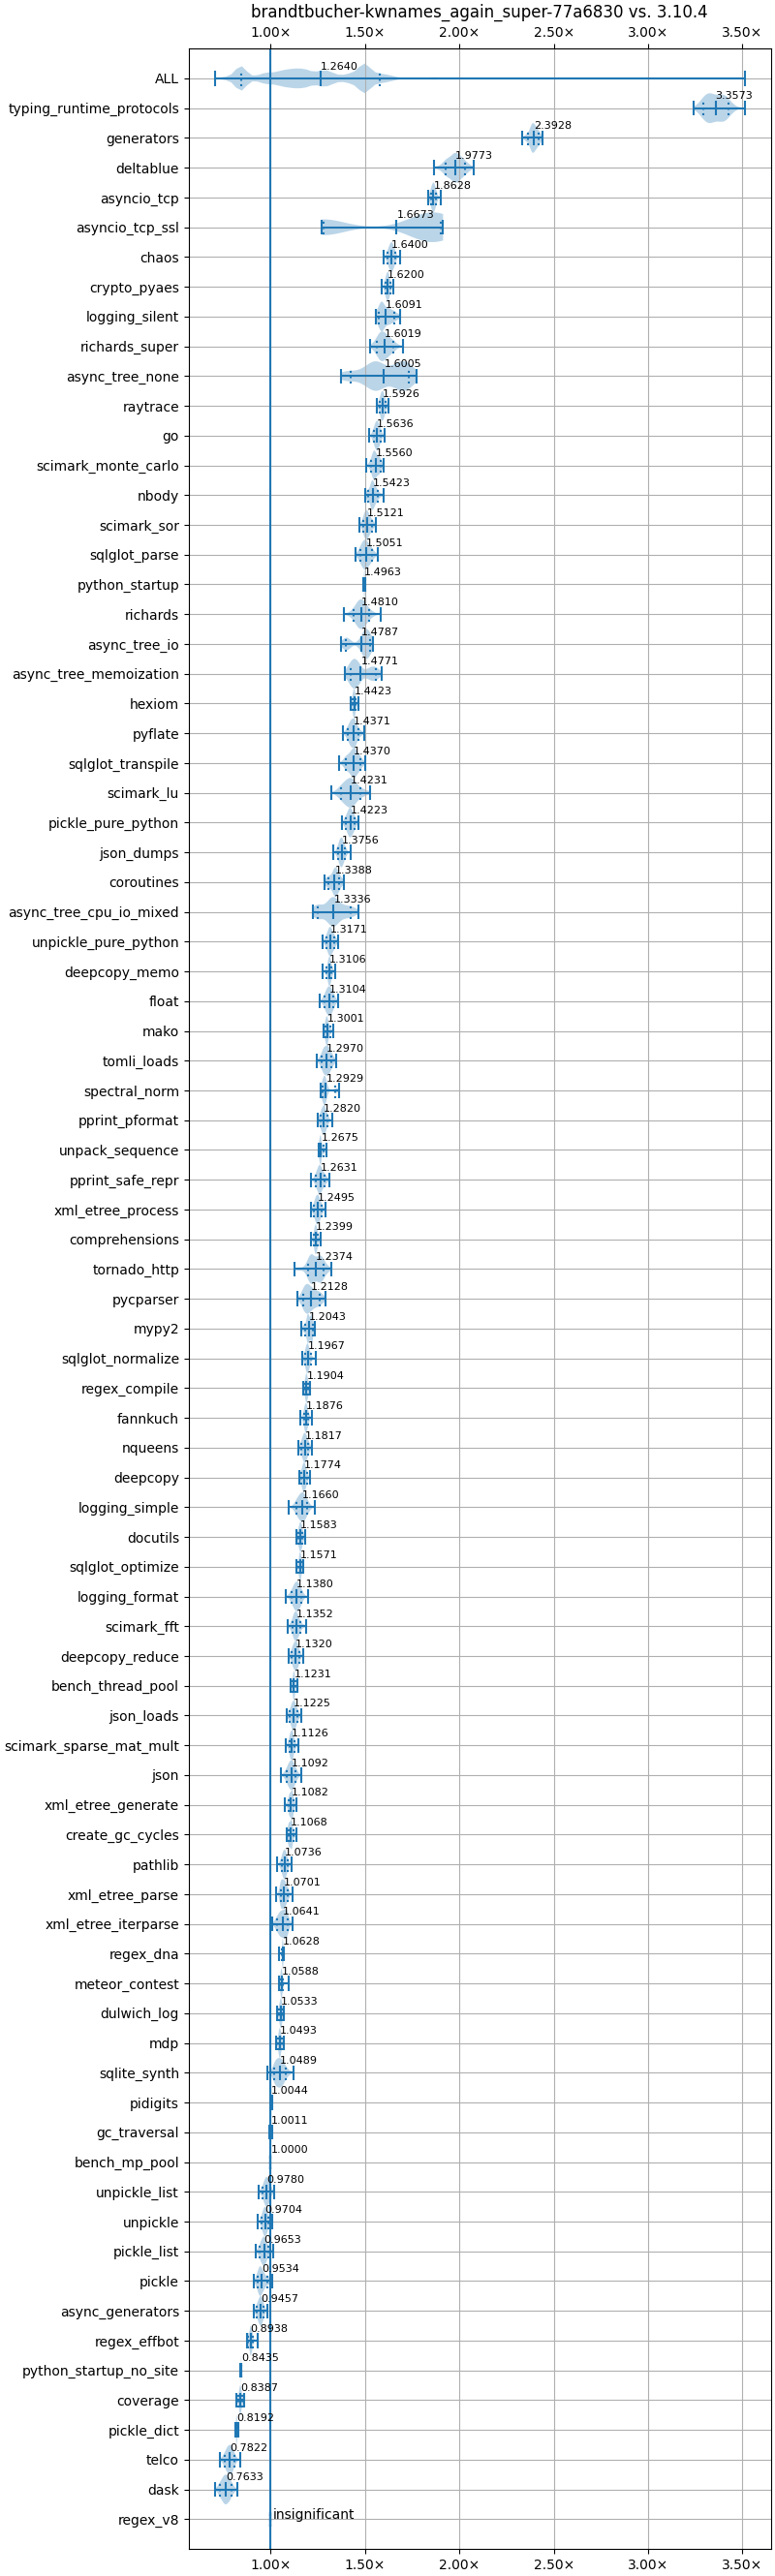 brandtbucher-kwnames_again_super-77a6830 vs. 3.10.4
1.00× 1.50× 2.00× 2.50× 3.00× 3.50×
ALL 1.2640
typing_runtime_protocols 3.3573
generators 2.3928
deltablue 1.9773
asyncio_tcp 1.8628
asyncio_tcp_ssl 1.6673
chaos 1.6400
crypto_pyaes 1.6200
logging_silent 1.6091
richards_super 1.6019
async_tree_none 1.6005
raytrace 1.5926
go 1.5636
scimark_monte_carlo 1.5560
nbody 1.5423
scimark_sor 1.5121
sqlglot_parse 1.5051
python_startup 1.4963
richards 1.4810
async_tree_io 1.4787
async_tree_memoization 1.4771
hexiom 1.4423
pyflate 1.4371
sqlglot_transpile 1.4370
scimark_lu 1.4231
pickle_pure_python 1.4223
json_dumps 1.3756
coroutines 1.3388
async_tree_cpu_io_mixed 1.3336
unpickle_pure_python 1.3171
deepcopy_memo 1.3106
float 1.3104
mako 1.3001
tomli_loads 1.2970
spectral_norm 1.2929
pprint_pformat 1.2820
unpack_sequence 1.2675
pprint_safe_repr 1.2631
xml_etree_process 1.2495
comprehensions 1.2399
tornado_http 1.2374
pycparser 1.2128
mypy2 1.2043
sqlglot_normalize 1.1967
regex_compile 1.1904
fannkuch 1.1876
nqueens 1.1817
deepcopy 1.1774
logging_simple 1.1660
docutils 1.1583
sqlglot_optimize 1.1571
logging_format 1.1380
scimark_fft 1.1352
deepcopy_reduce 1.1320
bench_thread_pool 1.1231
json_loads 1.1225
scimark_sparse_mat_mult 1.1126
json 1.1092
xml_etree_generate 1.1082
create_gc_cycles 1.1068
pathlib 1.0736
xml_etree_parse 1.0701
xml_etree_iterparse 1.0641
regex_dna 1.0628
meteor_contest 1.0588
dulwich_log 1.0533
mdp 1.0493
sqlite_synth 1.0489
pidigits 1.0044
gc_traversal 1.0011
bench_mp_pool 1.0000
unpickle_list 0.9780
unpickle 0.9704
pickle_list 0.9653
pickle 0.9534
async_generators 0.9457
regex_effbot 0.8938
python_startup_no_site 0.8435
coverage 0.8387
pickle_dict 0.8192
telco 0.7822
dask 0.7633
regex_v8 insignificant
1.00× 1.50× 2.00× 2.50× 3.00× 3.50×